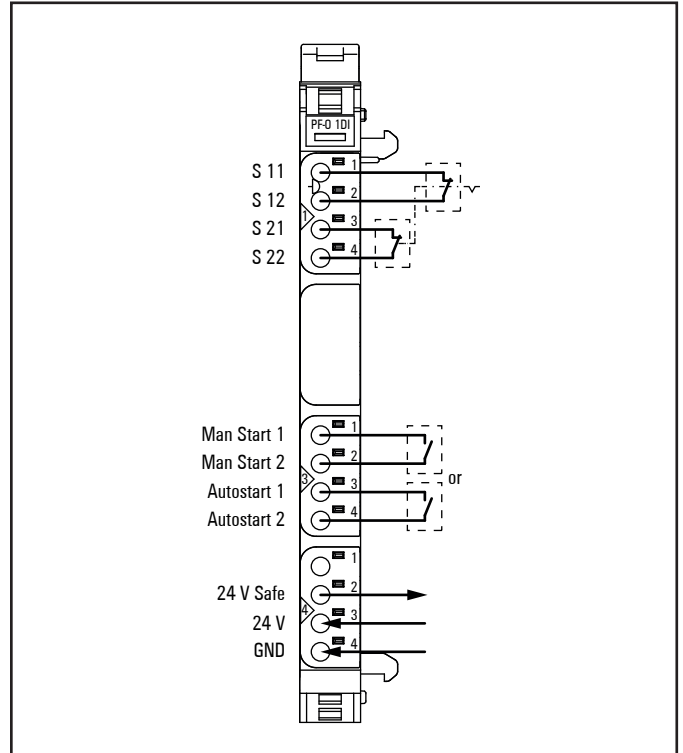 PF-O 1DI
S 11
1
S 12
2
1
S 21
3
S 22
4
Man Start 1
1
Man Start 2
2
or
3
Autostart 1
3
Autostart 2
4
1
24 V Safe
2
4
24 V
3
GND
4